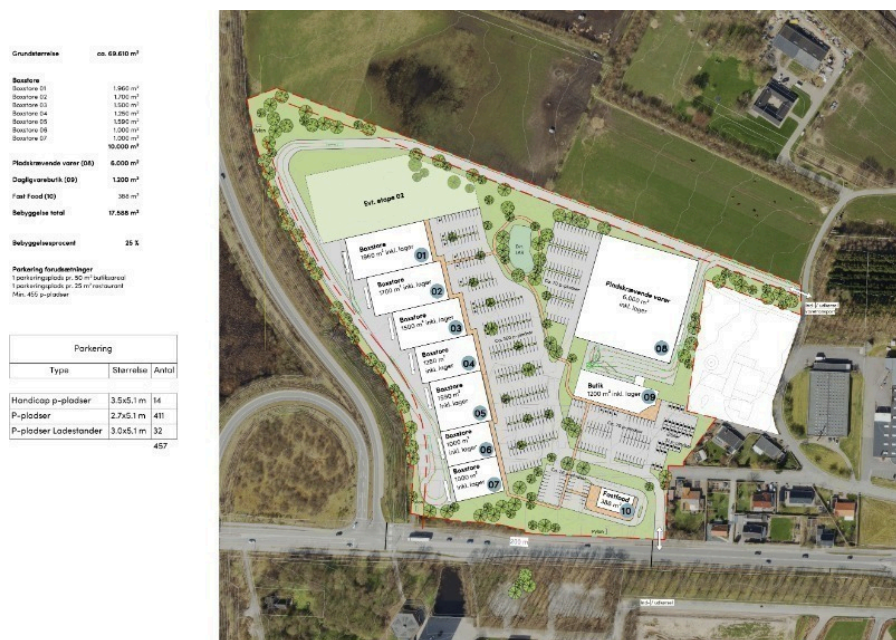 Grundstørrelse ca. 69.610 m²
Boxstore
Boxstore 01 1.960 m²
Boxstore 02 1.700 m²
Boxstore 03 1.500 m²
Boxstore 04 1.250 m²
Boxstore 05 1.590 m²
Boxstore 06 1.000 m²
Boxstore 07 1.000 m²
10.000 m²
Pladskrævende varer (08) 6.000 m²
Dagligvarebutik (09) 1.200 m²
Fast Food (10) 388 m²
Bebyggelse total 17.588 m²
Bebyggelsesprocent 25 %
Parkering forudsætninger
1 parkeringsplads pr. 50 m² butiksareal
1 parkeringsplads pr. 25 m² restaurant
Min. 455 p-pladser
Parkering
Type Størrelse Antal
Handicap p-pladser 3.5x5.1 m 14
P-pladser 2.7x5.1 m 411
P-pladser Ladestander 3.0x5.1 m 32
457
Evt. etape 02
Boxstore
1960 m² inkl. lager
01
Boxstore
1700 m² inkl. lager
02
Boxstore
1500 m² inkl. lager
03
Boxstore
inkl. lager
04
Boxstore
inkl. lager
05
Boxstore
1000 m²
inkl. lager
06
Boxstore
1000 m²
inkl. lager
07
Pladskrævende varer
6.000 m²
inkl. lager
08
Butik
1200 m² inkl. lager
09
Fastfood
388 m²
10
Pylon